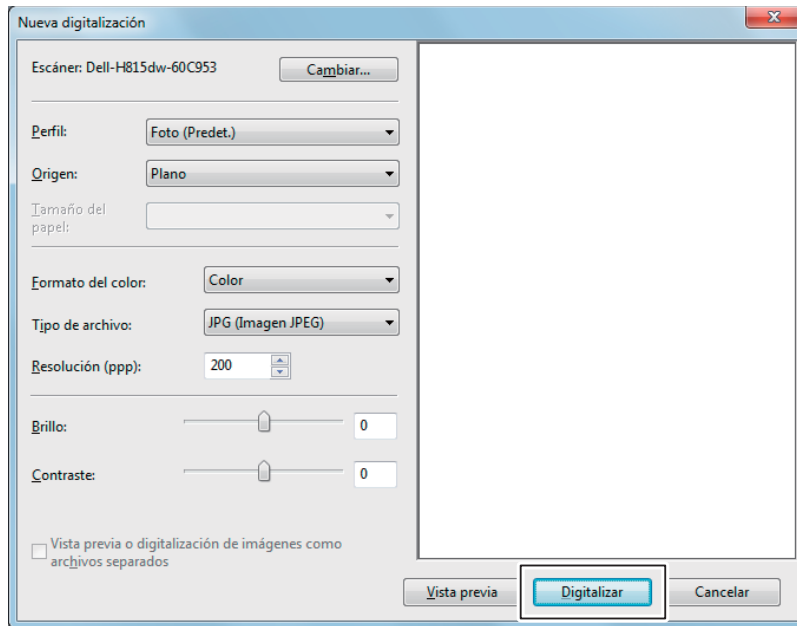 Nueva digitalización
Escáner: Dell-H815dw-60C953
Cambiar...
Perfil:
Foto (Predet.)
Origen:
Plano
Tamaño del
papel:
Formato del color:
Color
Tipo de archivo:
JPG (Imagen JPEG)
Resolución (ppp):
200
Brillo:
0
Contraste:
0
Vista previa o digitalización de imágenes como
archivos separados
Vista previa
Digitalizar
Cancelar